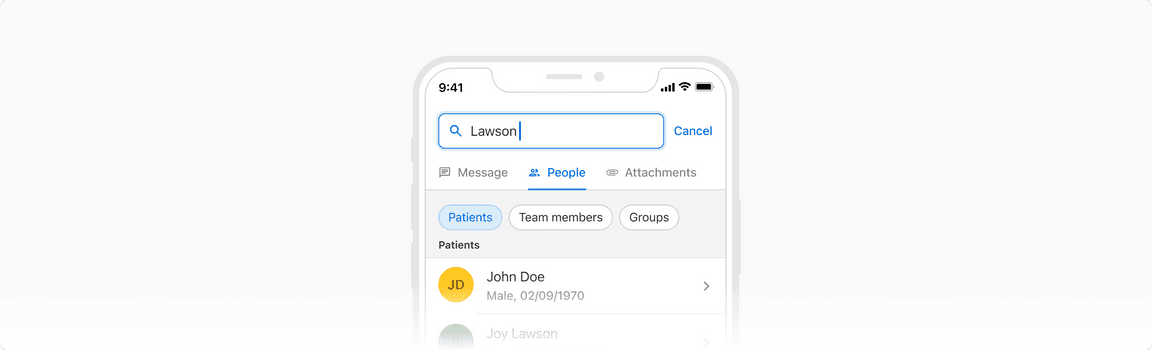 9:41
Lawson Cancel
Message People Attachments
Patients Team members Groups
Patients
JD John Doe
Male, 02/09/1970
Joy Lawson